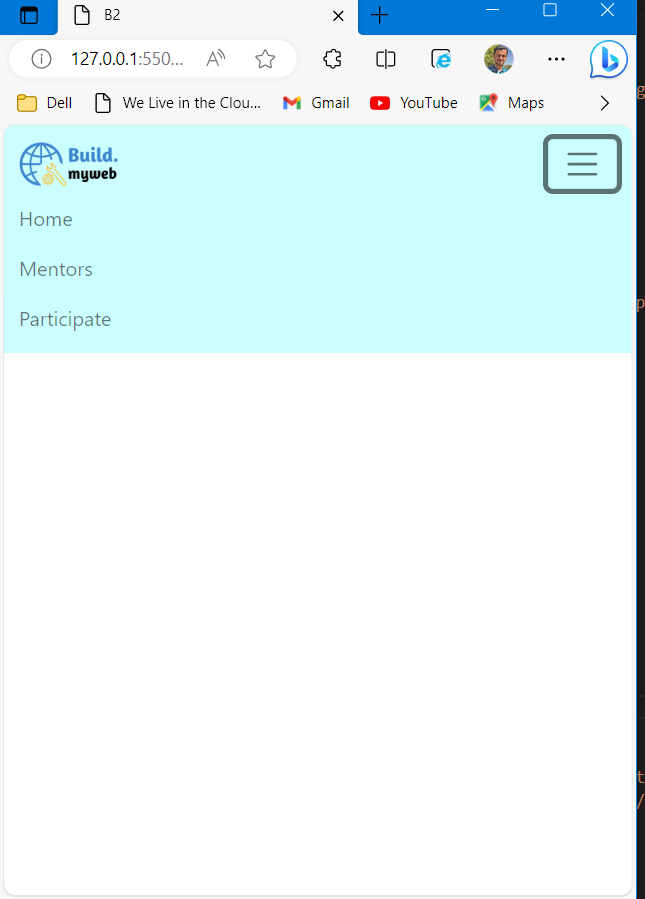 B2
127.0.0.1:550...
Dell We Live in the Clou... Gmail YouTube Maps
Build.
myweb
Home
Mentors
Participate